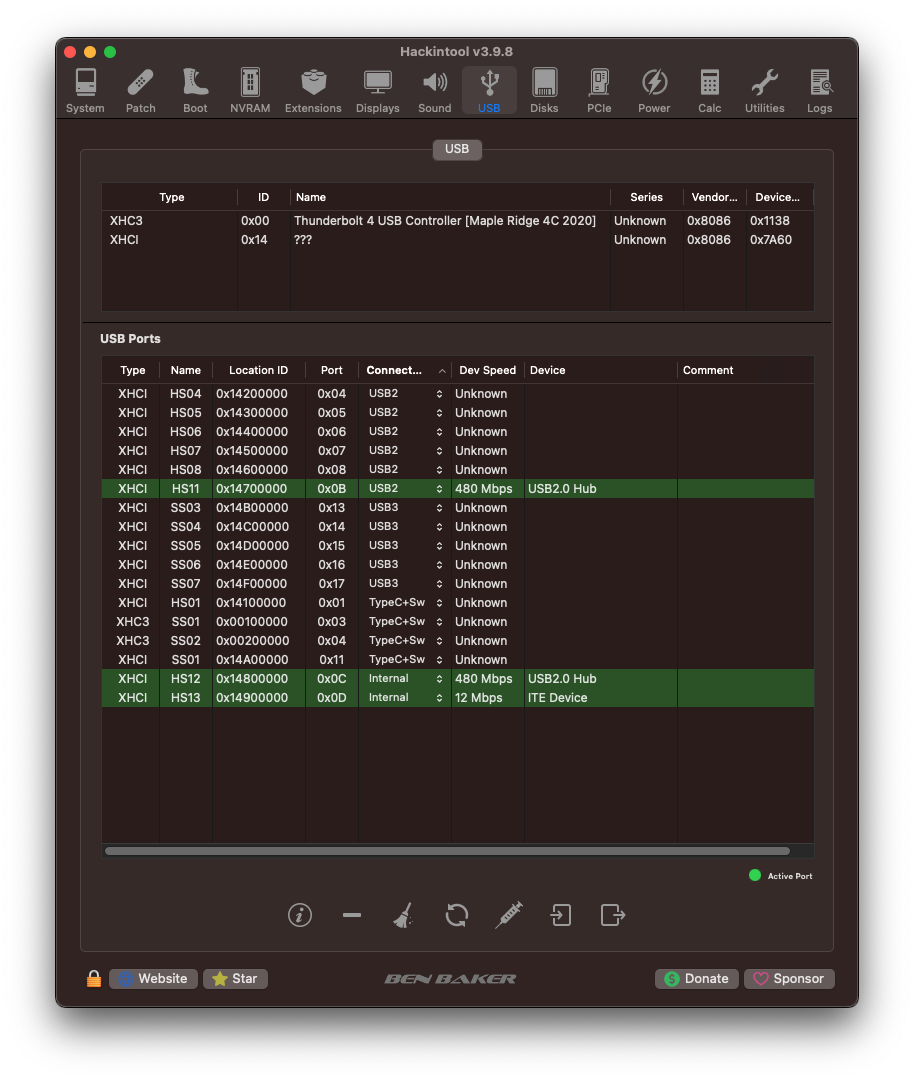 Hackintool v3.9.8
System Patch Boot NVRAM Extensions Displays Sound USB Disks PCIe Power Calc Utilities Logs
USB
Type ID Name Series Vendor... Device...
XHC3 0x00 Thunderbolt 4 USB Controller [Maple Ridge 4C 2020] Unknown 0x8086 0x1138
XHCI 0x14 ??? Unknown 0x8086 0x7A60
USB Ports
Type Name Location ID Port Connect... Dev Speed Device Comment
XHCI HS04 0x14200000 0x04 USB2 Unknown
XHCI HS05 0x14300000 0x05 USB2 Unknown
XHCI HS06 0x14400000 0x06 USB2 Unknown
XHCI HS07 0x14500000 0x07 USB2 Unknown
XHCI HS08 0x14600000 0x08 USB2 Unknown
XHCI HS11 0x14700000 0x0B USB2 480 Mbps USB2.0 Hub
XHCI SS03 0x14B00000 0x13 USB3 Unknown
XHCI SS04 0x14C00000 0x14 USB3 Unknown
XHCI SS05 0x14D00000 0x15 USB3 Unknown
XHCI SS06 0x14E00000 0x16 USB3 Unknown
XHCI SS07 0x14F00000 0x17 USB3 Unknown
XHCI HS01 0x14100000 0x01 TypeC+Sw Unknown
XHC3 SS01 0x00100000 0x03 TypeC+Sw Unknown
XHC3 SS02 0x00200000 0x04 TypeC+Sw Unknown
XHCI SS01 0x14A00000 0x11 TypeC+Sw Unknown
XHCI HS12 0x14800000 0x0C Internal 480 Mbps USB2.0 Hub
XHCI HS13 0x14900000 0x0D Internal 12 Mbps ITE Device
Active Port
Website Star BEN BAKER Donate Sponsor